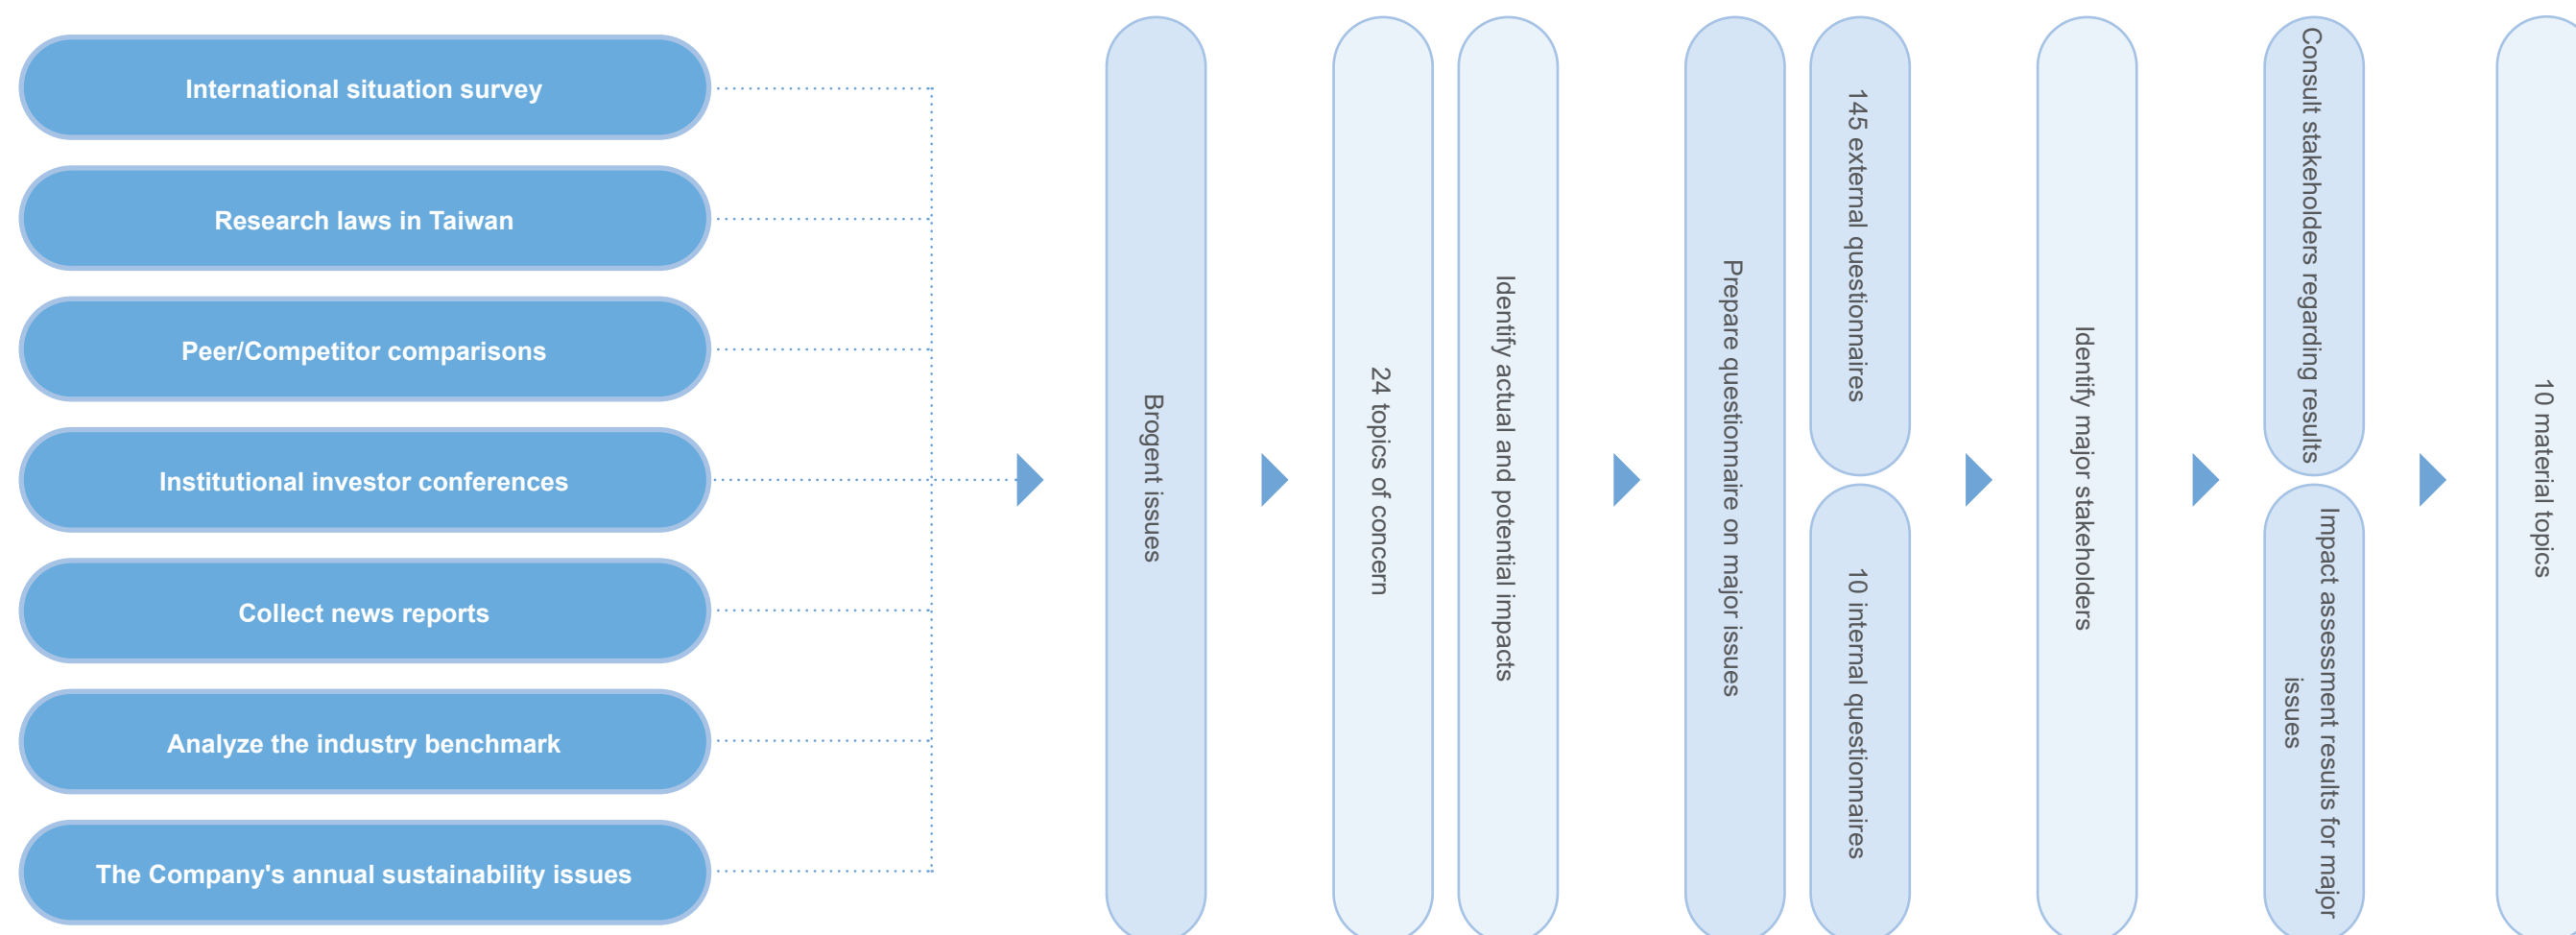 International situation survey
Research laws in Taiwan
Peer/Competitor comparisons
Institutional investor conferences
Collect news reports
Analyze the industry benchmark
The Company's annual sustainability issues
Brogent issues
24 topics of concern
Identify actual and potential impacts
Prepare questionnaire on major issues
145 external questionnaires
10 internal questionnaires
Identify major stakeholders
Consult stakeholders regarding results
Impact assessment results for major
issues
10 material topics